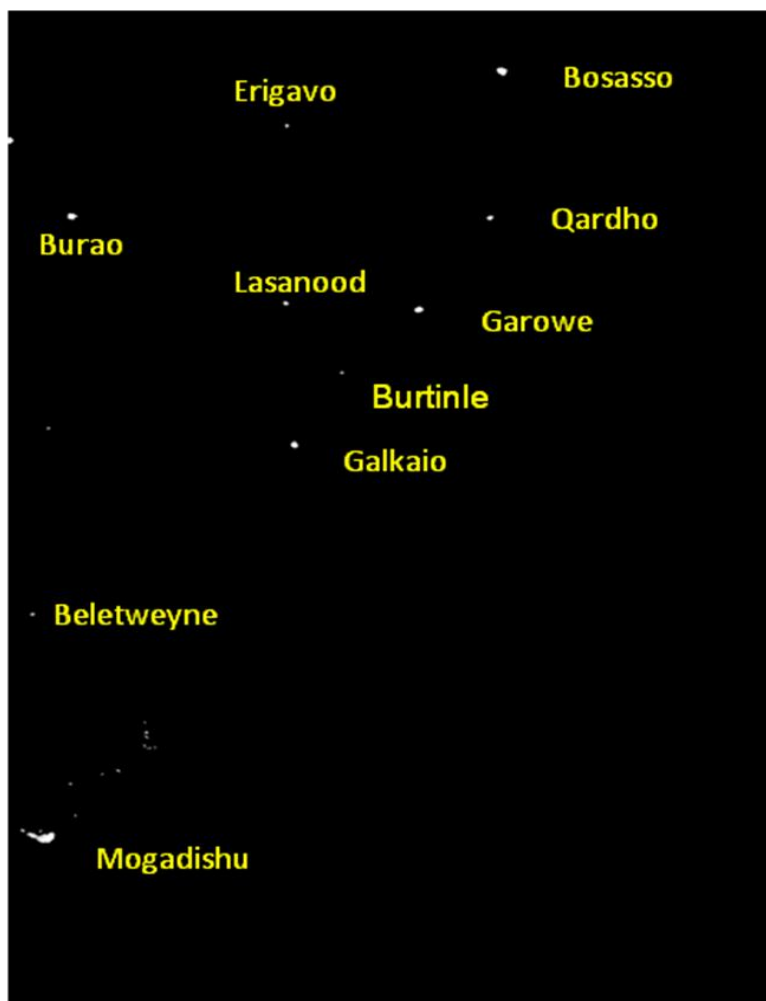 Bosasso
Erigavo
Qardho
Burao
Lasanood
Garowe
Burtinle
Galkaio
Beletweyne
Mogadishu